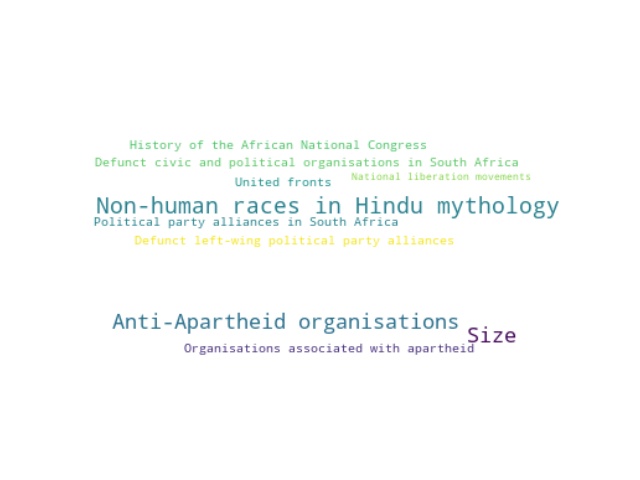 History of the African National Congress
Defunct civic and political organisations in South Africa
National liberation movements
United fronts
Non-human races in Hindu mythology
Political party alliances in South Africa
Defunct left-wing political party alliances
Anti-Apartheid organisations
Size
Organisations associated with apartheid